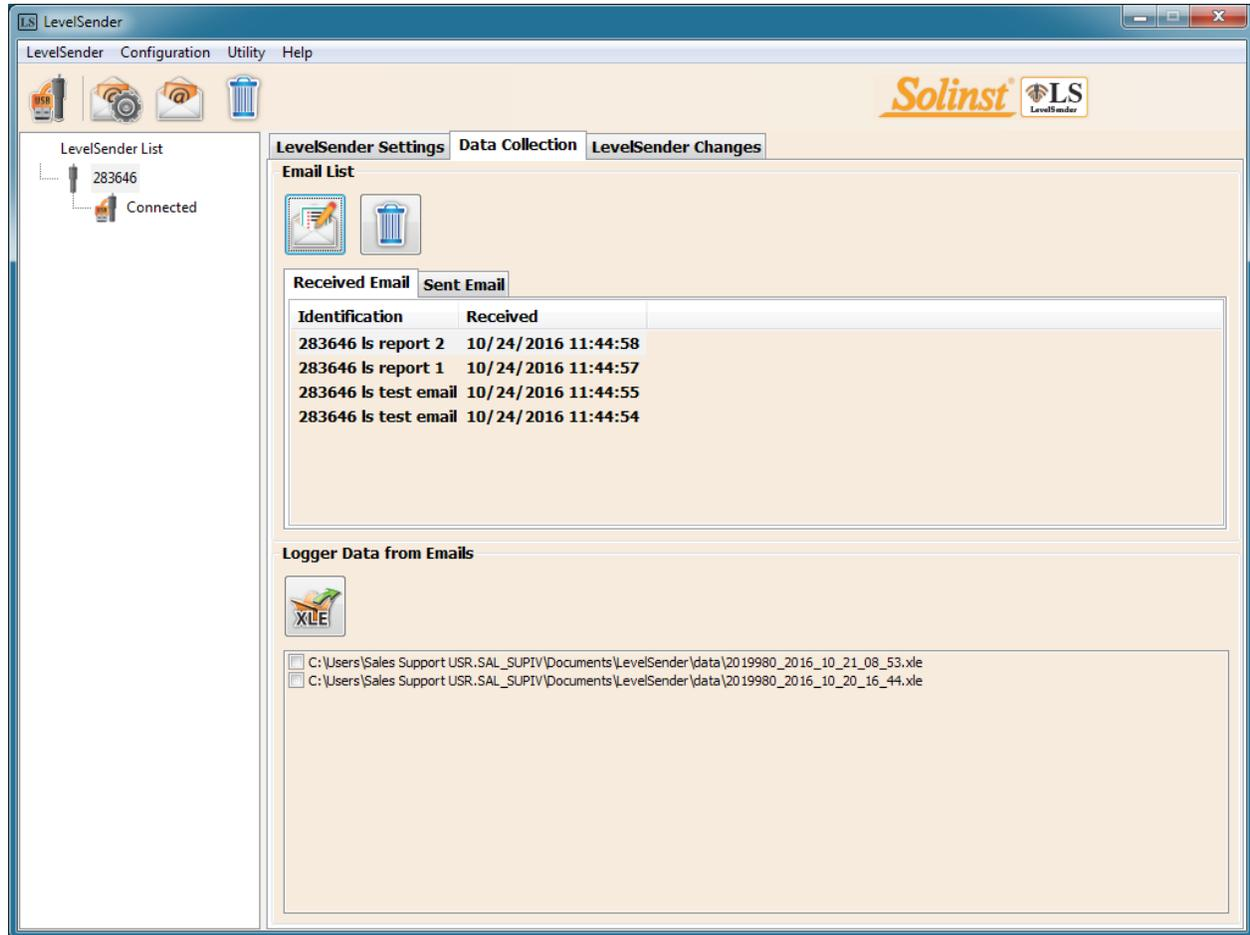 LS LevelSender
LevelSender Configuration Utility Help
USB
Solinst LS
LevelSender
LevelSender List
283646
Connected
LevelSender Settings Data Collection LevelSender Changes
Email List
Received Email Sent Email
Identification Received
283646 ls report 2 10/24/2016 11:44:58
283646 ls report 1 10/24/2016 11:44:57
283646 ls test email 10/24/2016 11:44:55
283646 ls test email 10/24/2016 11:44:54
Logger Data from Emails
XLE
C:\Users\Sales Support USR.SAL_SUPIV\Documents\LevelSender\data\2019980_2016_10_21_08_53.xle
C:\Users\Sales Support USR.SAL_SUPIV\Documents\LevelSender\data\2019980_2016_10_20_16_44.xle